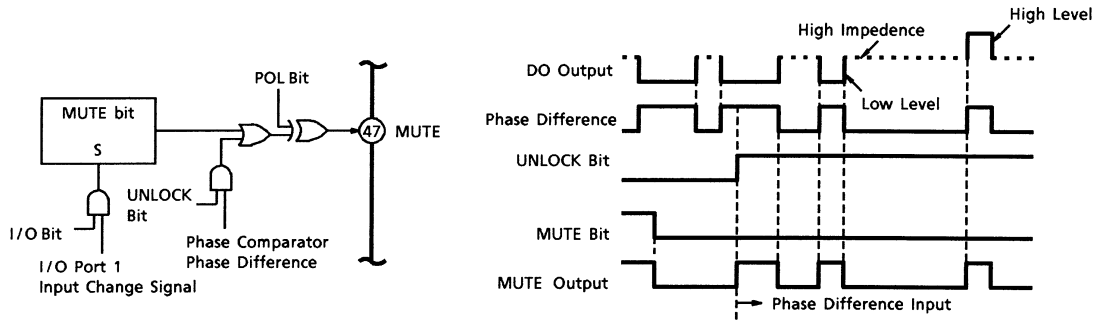 MUTE bit
S
I/O Bit
I/O Port 1
Input Change Signal
UNLOCK
Bit
Phase Comparator
Phase Difference
POL Bit
47
MUTE
High Level
High Impedence
DO Output
Low Level
Phase Difference
UNLOCK Bit
MUTE Bit
MUTE Output
Phase Difference Input